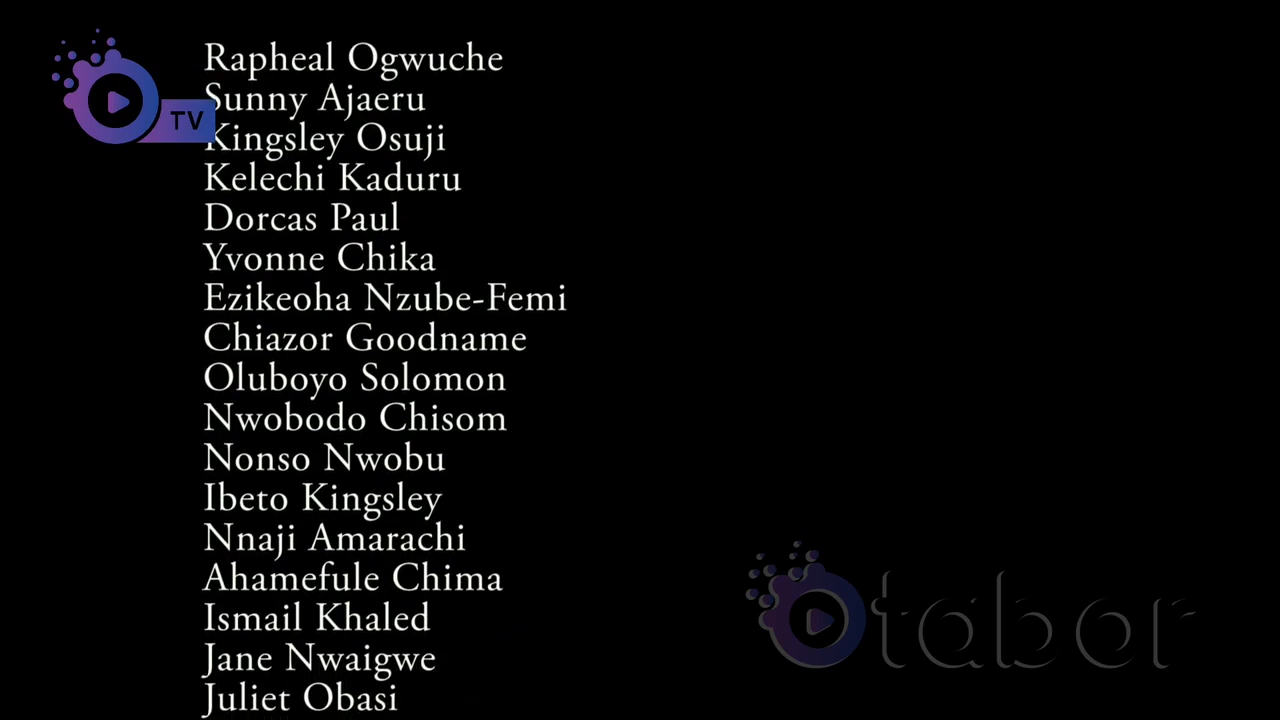 Rapheal Ogwuche
Sunny Ajaeru
TV
Kingsley Osuji
Kelechi Kaduru
Dorcas Paul
Yvonne Chika
Ezikeoha Nzube-Femi
Chiazor Goodname
Oluboyo Solomon
Nwobodo Chisom
Nonso Nwobu
Ibeto Kingsley
Nnaji Amarachi
Ahamefule Chima
Ismail Khaled
Jane Nwaigwe
Juliet Obasi
Otabor